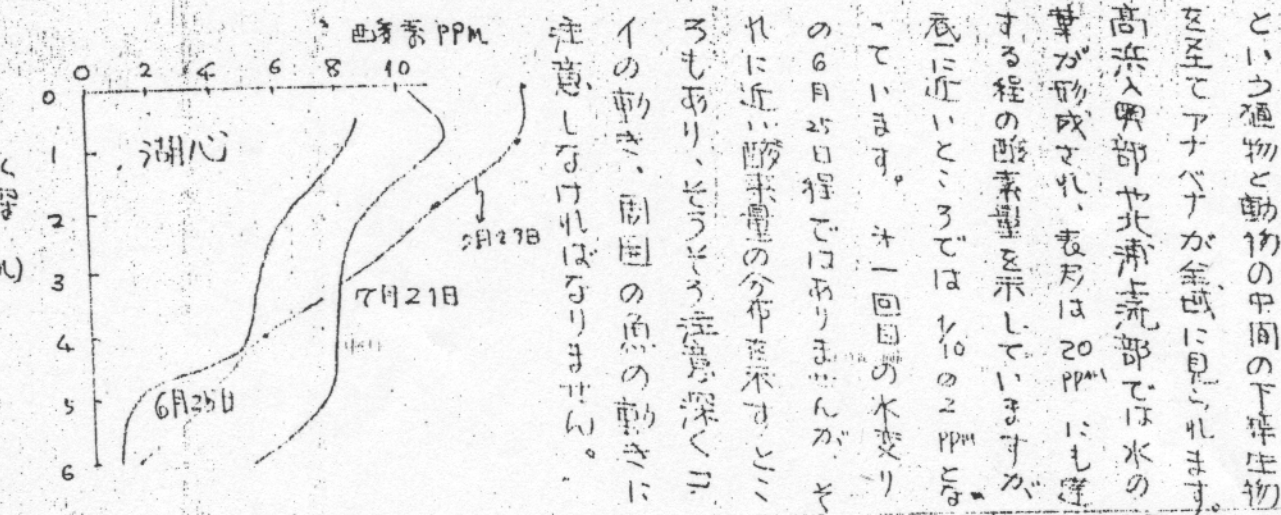 という植物と動物の中間の下等生物
を至てアナベナが全域に見られます。
高浜入奥部や北浦上流部では水の
華が形成され、表層は20ppmにも達
する程の酸素量を示していますが
底に近いところでは1/10の2ppmとな
っています。オ一回目の水変り
の6月25日程ではありませんが、そ
れに近い酸素量の分布を示すとこ
ろもあり、そろそろ注意深くコ
イの動き、周囲の魚の動きに
注意しなければなりません。
酸素 PPM
0 2 4 6 8 10
0
1
2
3
4
5
6
湖心
月29日
7月21日
6月25日